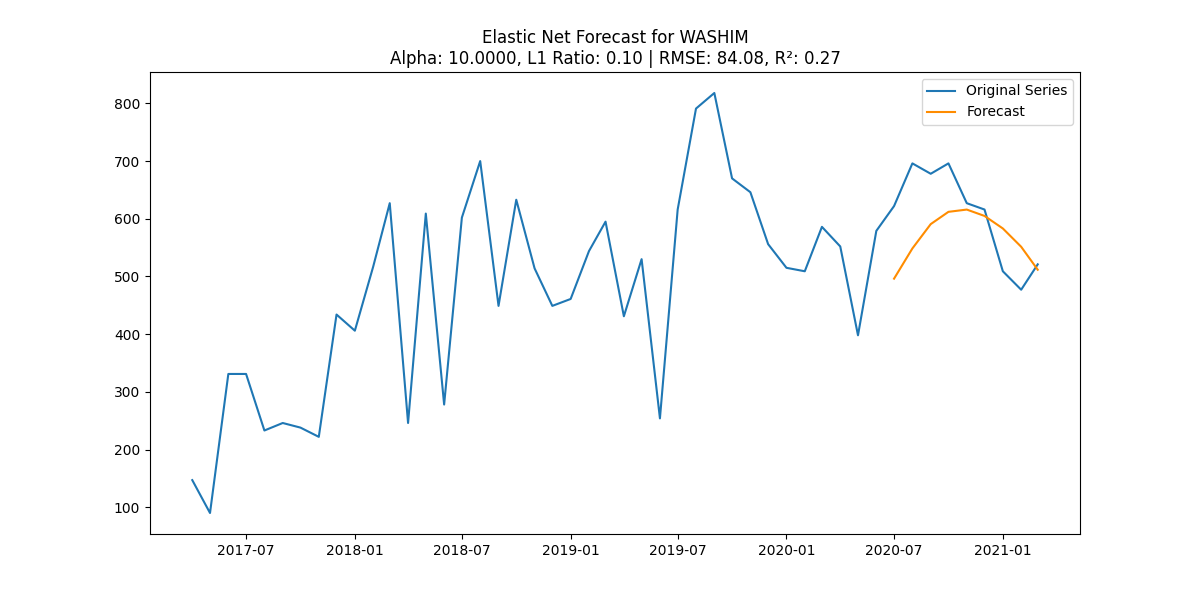 Elastic Net Forecast for WASHIM
Alpha: 10.0000, L1 Ratio: 0.10 | RMSE: 84.08, R²: 0.27
Original Series
Forecast
800
700
600
500
400
300
200
100
2017-07 2018-01 2018-07 2019-01 2019-07 2020-01 2020-07 2021-01